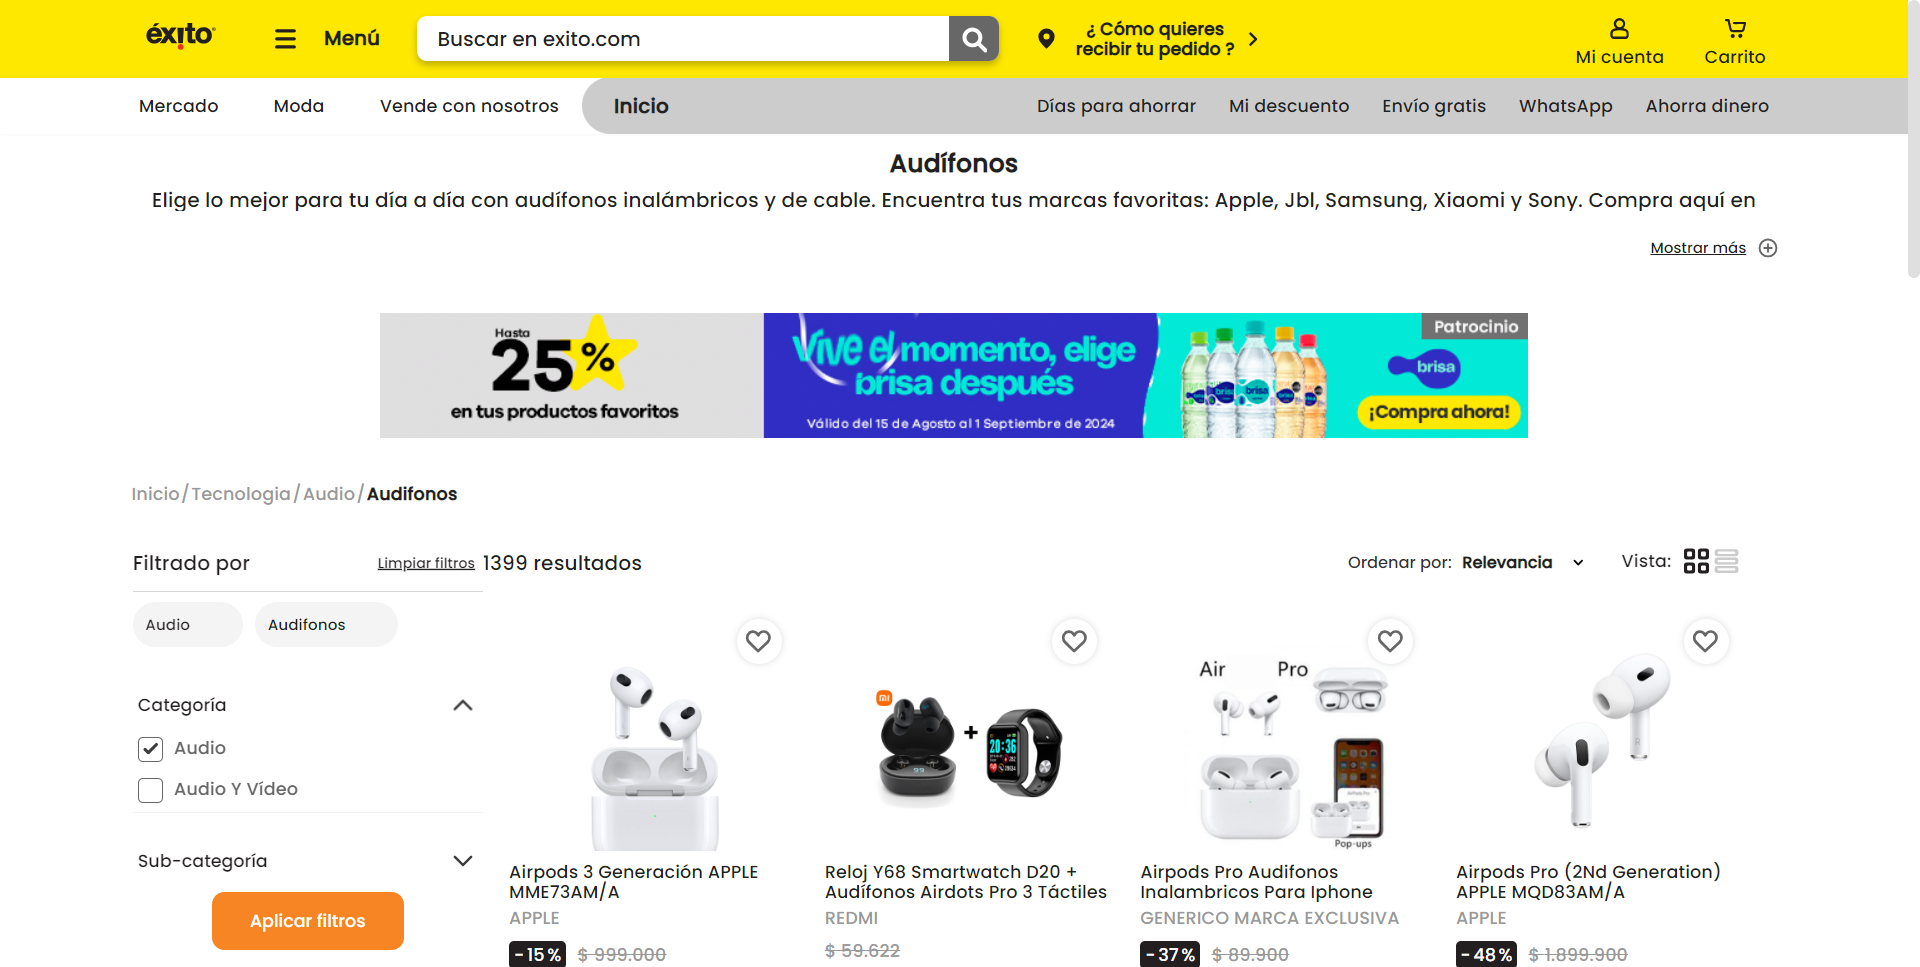 éxito
Menú
Buscar en exito.com
¿ Cómo quieres
recibir tu pedido ?
Mi cuenta
Carrito
Mercado
Moda
Vende con nosotros
Inicio
Días para ahorrar
Mi descuento
Envío gratis
WhatsApp
Ahorra dinero
Audífonos
Elige lo mejor para tu día a día con audífonos inalámbricos y de cable. Encuentra tus marcas favoritas: Apple, Jbl, Samsung, Xiaomi y Sony. Compra aquí en
Mostrar más
Hasta
25%
en tus productos favoritos
Vive el momento, elige
brisa después
Válido del 15 de Agosto al 1 Septiembre de 2024
brisa
brisa
Patrocinio
brisa
¡Compra ahora!
Inicio/Tecnologia/Audio/Audifonos
Filtrado por
Limpiar filtros
1399 resultados
Ordenar por: Relevancia
Vista:
Audio
Audifonos
Categoría
Audio
Audio Y Vídeo
Sub-categoría
Aplicar filtros
Airpods 3 Generación APPLE
MME73AM/A
APPLE
-15% $ 999.000
mi
20:36
Reloj Y68 Smartwatch D20 +
Audífonos Airdots Pro 3 Táctiles
REDMI
$ 59.622
Air Pro
AirPods Pro
Pop-ups
Airpods Pro Audifonos
Inalambricos Para Iphone
GENERICO MARCA EXCLUSIVA
-37% $ 89.900
Airpods Pro (2Nd Generation)
APPLE MQD83AM/A
APPLE
-48% $ 1.899.900